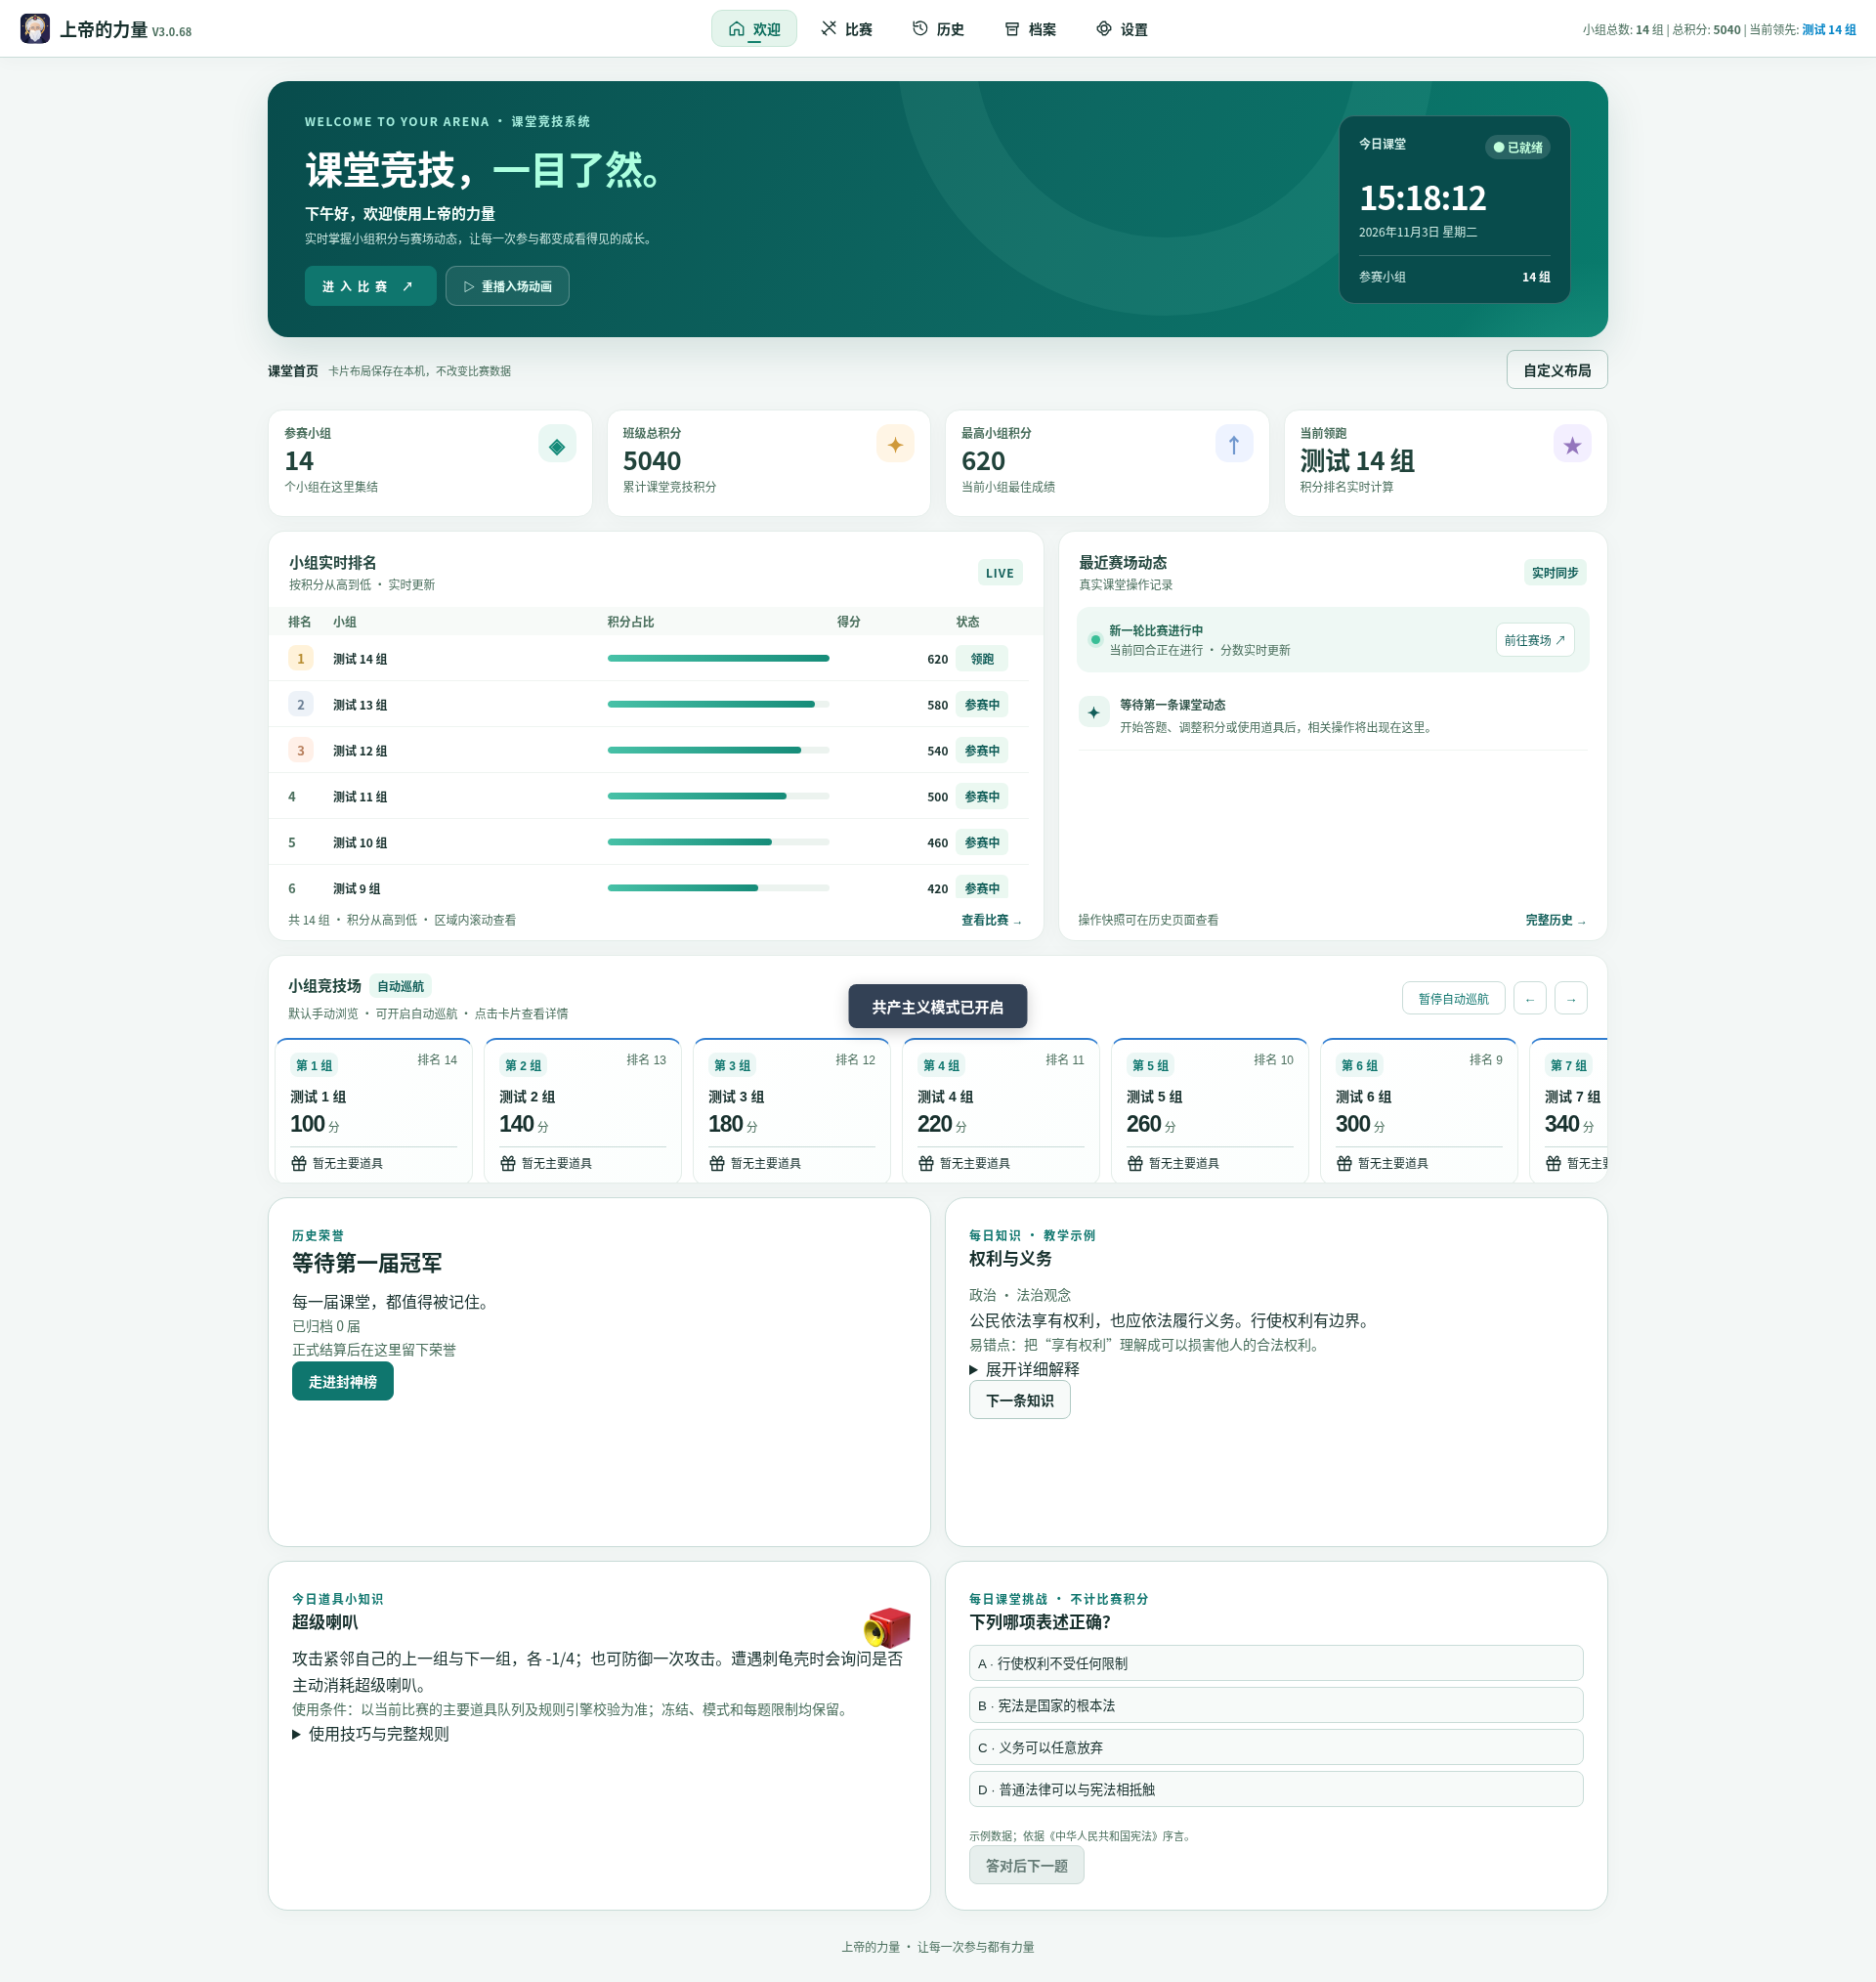 上帝的力量 V3.0.68
欢迎
比赛
历史
档案
设置
小组总数: 14 组 | 总积分: 5040 | 当前领先: 测试 14 组
WELCOME TO YOUR ARENA · 课堂竞技系统
课堂竞技，一目了然。
下午好，欢迎使用上帝的力量
实时掌握小组积分与赛场动态，让每一次参与都变成看得见的成长。
进入比赛 ↗
▷ 重播入场动画
今日课堂
已就绪
15:18:12
2026年11月3日 星期二
参赛小组 14 组
课堂首页 卡片布局保存在本机，不改变比赛数据
自定义布局
参赛小组
14
个小组在这里集结
班级总积分
5040
累计课堂竞技积分
最高小组积分
620
当前小组最佳成绩
当前领跑
测试 14 组
积分排名实时计算
小组实时排名
按积分从高到低 · 实时更新
LIVE
排名 小组 积分占比 得分 状态
1 测试 14 组 620 领跑
2 测试 13 组 580 参赛中
3 测试 12 组 540 参赛中
4 测试 11 组 500 参赛中
5 测试 10 组 460 参赛中
6 测试 9 组 420 参赛中
共 14 组 · 积分从高到低 · 区域内滚动查看
查看比赛 →
最近赛场动态
真实课堂操作记录
实时同步
新一轮比赛进行中
当前回合正在进行 · 分数实时更新
前往赛场 ↗
等待第一条课堂动态
开始答题、调整积分或使用道具后，相关操作将出现在这里。
操作快照可在历史页面查看
完整历史 →
小组竞技场 自动巡航
默认手动浏览 · 可开启自动巡航 · 点击卡片查看详情
共产主义模式已开启
暂停自动巡航
←
→
第 1 组 排名 14
测试 1 组
100 分
暂无主要道具
第 2 组 排名 13
测试 2 组
140 分
暂无主要道具
第 3 组 排名 12
测试 3 组
180 分
暂无主要道具
第 4 组 排名 11
测试 4 组
220 分
暂无主要道具
第 5 组 排名 10
测试 5 组
260 分
暂无主要道具
第 6 组 排名 9
测试 6 组
300 分
暂无主要道具
第 7 组
测试 7 组
340 分
暂无主要
历史荣誉
等待第一届冠军
每一届课堂，都值得被记住。
已归档 0 届
正式结算后在这里留下荣誉
走进封神榜
每日知识 · 教学示例
权利与义务
政治 · 法治观念
公民依法享有权利，也应依法履行义务。行使权利有边界。
易错点：把“享有权利”理解成可以损害他人的合法权利。
▶ 展开详细解释
下一条知识
今日道具小知识
超级喇叭
攻击紧邻自己的上一组与下一组，各 -1/4；也可防御一次攻击。遭遇刺龟壳时会询问是否
主动消耗超级喇叭。
使用条件：以当前比赛的主要道具队列及规则引擎校验为准；冻结、模式和每题限制均保留。
▶ 使用技巧与完整规则
每日课堂挑战 · 不计比赛积分
下列哪项表述正确？
A · 行使权利不受任何限制
B · 宪法是国家的根本法
C · 义务可以任意放弃
D · 普通法律可以与宪法相抵触
示例数据；依据《中华人民共和国宪法》序言。
答对后下一题
上帝的力量 · 让每一次参与都有力量